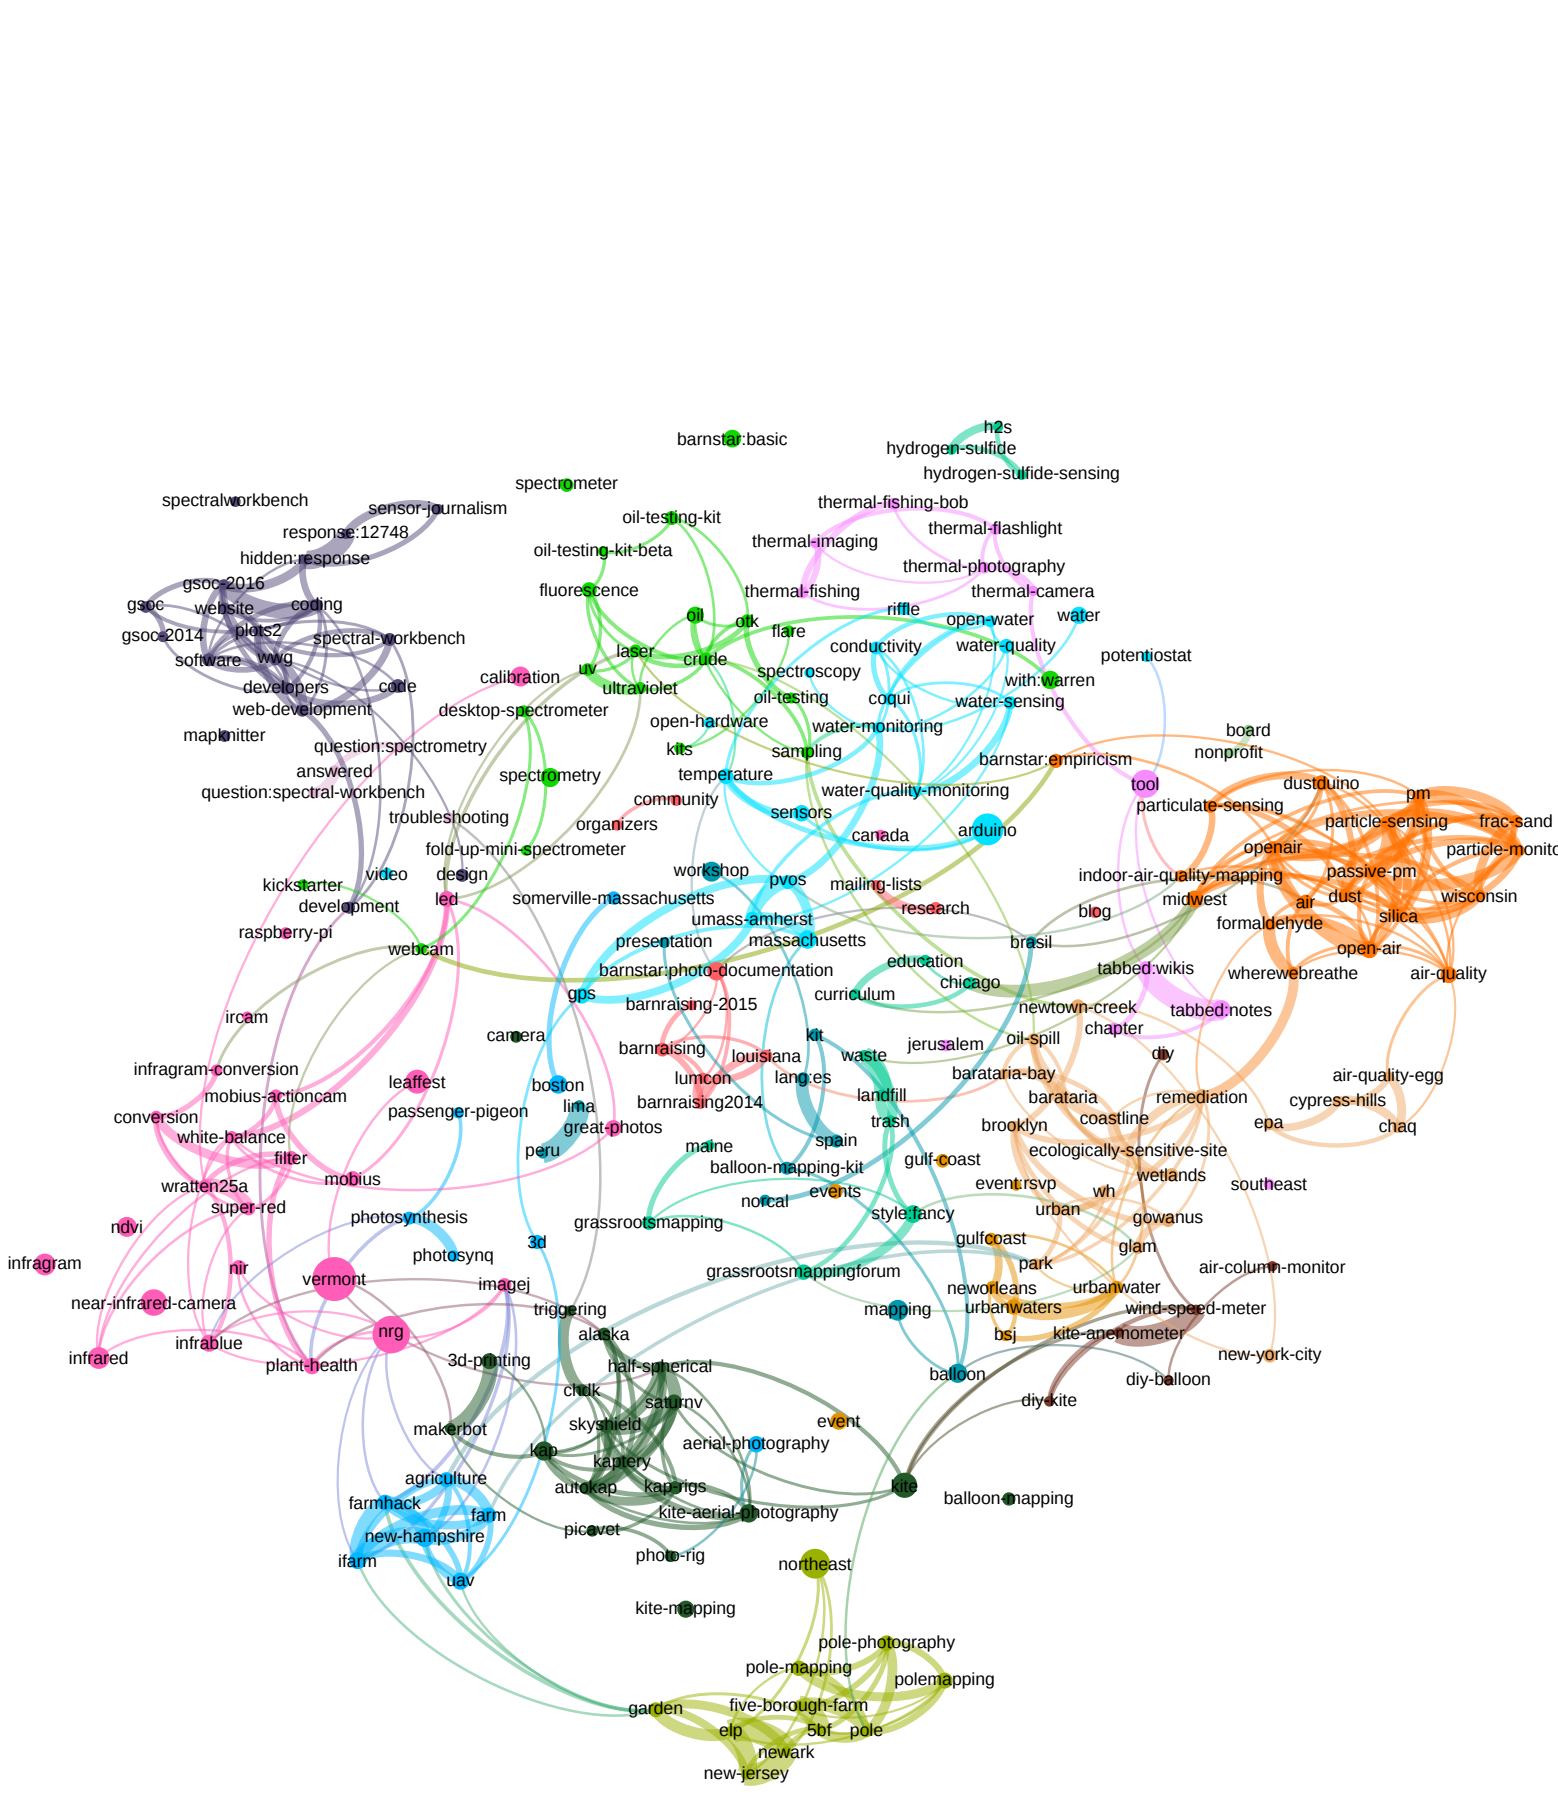 h2s
barnstar:basic
hydrogen-sulfide
hydrogen-sulfide-sensing
spectrometer
spectralworkbench
sensor-journalism
thermal-fishing-bob
oil-testing-kit
thermal-flashlight
response:12748
thermal-imaging
oil-testing-kit-beta
hidden:response
thermal-photography
gsoc-2016
fluorescence
thermal-fishing
thermal-camera
gsoc
website
coding
oil
otk
riffle
open-water
water
plots2
flare
gsoc-2014
spectral-workbench
conductivity
water-quality
laser
software
wwg
crude
potentiostat
uv
spectroscopy
calibration
with:warren
developers
code
ultraviolet
oil-testing
coqui
water-sensing
web-development
desktop-spectrometer
open-hardware
water-monitoring
board
mapknitter
question:spectrometry
kits
sampling
nonprofit
barnstar:empiricism
answered
spectrometry
temperature
tool
dustduino
question:spectral-workbench
water-quality-monitoring
pm
community
particulate-sensing
troubleshooting
organizers
sensors
arduino
canada
particle-sensing
frac-sand
fold-up-mini-spectrometer
openair
particle-monito
video
design
workshop
pvos
indoor-air-quality-mapping
passive-pm
kickstarter
mailing-lists
development
led
somerville-massachusetts
research
blog
midwest
air
dust
wisconsin
umass-amherst
silica
formaldehyde
raspberry-pi
webcam
presentation
massachusetts
brasil
open-air
barnstar:photo-documentation
education
tabbed:wikis
wherewebreathe
air-quality
gps
curriculum
chicago
barnraising-2015
newtown-creek
tabbed:notes
ircam
camera
kit
chapter
barnraising
louisiana
waste
jerusalem
oil-spill
diy
infragram-conversion
leaffest
boston
lumcon
lang:es
barataria-bay
air-quality-egg
mobius-actioncam
lima
barnraising2014
landfill
barataria
remediation
cypress-hills
conversion
passenger-pigeon
great-photos
trash
brooklyn
coastline
epa
chaq
white-balance
peru
maine
spain
filter
balloon-mapping-kit
gulf-coast
ecologically-sensitive-site
wratten25a
mobius
events
event:rsvp
wh
wetlands
southeast
super-red
norcal
ndvi
photosynthesis
grassrootsmapping
style:fancy
urban
gowanus
infragram
photosynq
3d
gulfcoast
glam
nir
vermont
imagej
grassrootsmappingforum
park
air-column-monitor
near-infrared-camera
triggering
mapping
neworleans
urbanwater
urbanwaters
wind-speed-meter
nrg
alaska
bsj
kite-anemometer
infrared
infrablue
plant-health
3d-printing
half-spherical
balloon
new-york-city
chdk
saturnv
diy-kite
diy-balloon
makerbot
skyshield
event
kap
aerial-photography
kaptery
agriculture
autokap
kap-rigs
kite
balloon-mapping
farmhack
farm
kite-aerial-photography
new-hampshire
picavet
ifarm
photo-rig
northeast
uav
kite-mapping
pole-photography
pole-mapping
polemapping
garden
five-borough-farm
elp
5bf
pole
newark
new-jersey